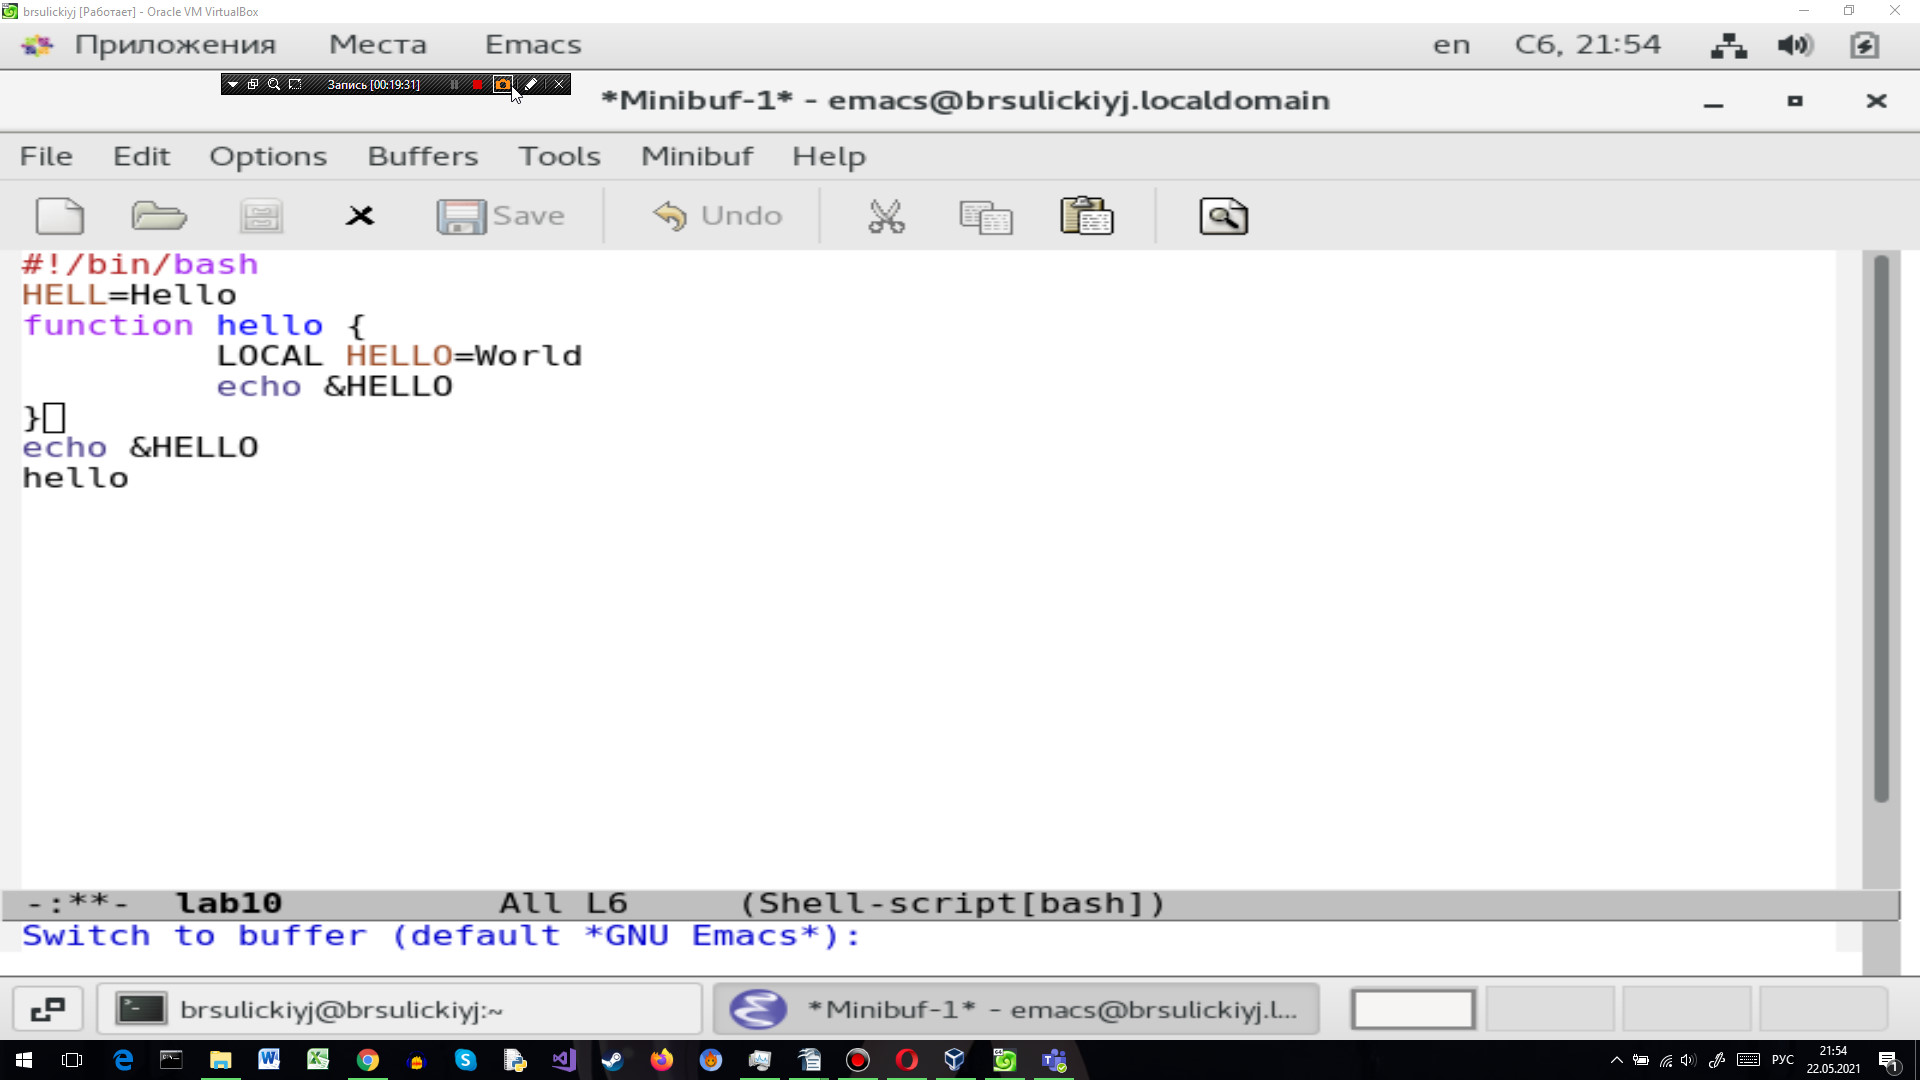 brsulickiyj [Работает] - Oracle VM VirtualBox
Приложения Места Emacs en Сб, 21:54
Запись [00:19:31]
*Minibuf-1* - emacs@brsulickiyj.localdomain
File Edit Options Buffers Tools Minibuf Help
Save Undo
#!/bin/bash
HELL=Hello
function hello {
LOCAL HELLO=World
echo &HELLO
}
echo &HELLO
hello
-:**- lab10 All L6 (Shell-script[bash])
Switch to buffer (default *GNU Emacs*):
brsulickiyj@brsulickiyj:~ *Minibuf-1* - emacs@brsulickiyj.l...
РУС 21:54
22.05.2021 1